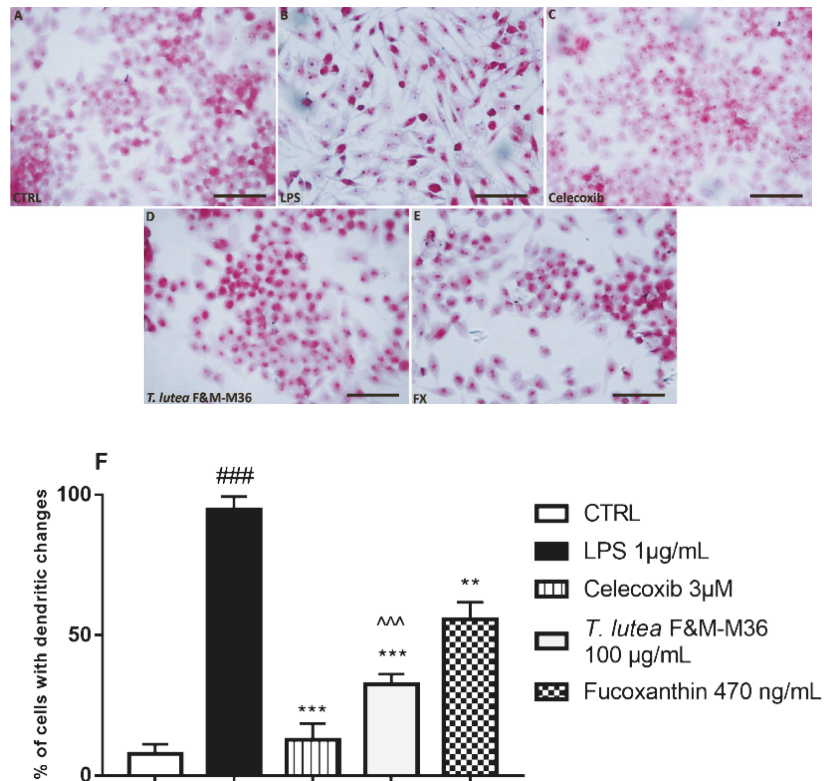 A
CTRL
B
LPS
C
Celecoxib
D
T. lutea F&M-M36
E
FX
F
% of cells with dendritic changes
100
50
0
###
***
^^^
***
**
CTRL
LPS 1µg/mL
Celecoxib 3µM
T. lutea F&M-M36
100 µg/mL
Fucoxanthin 470 ng/mL